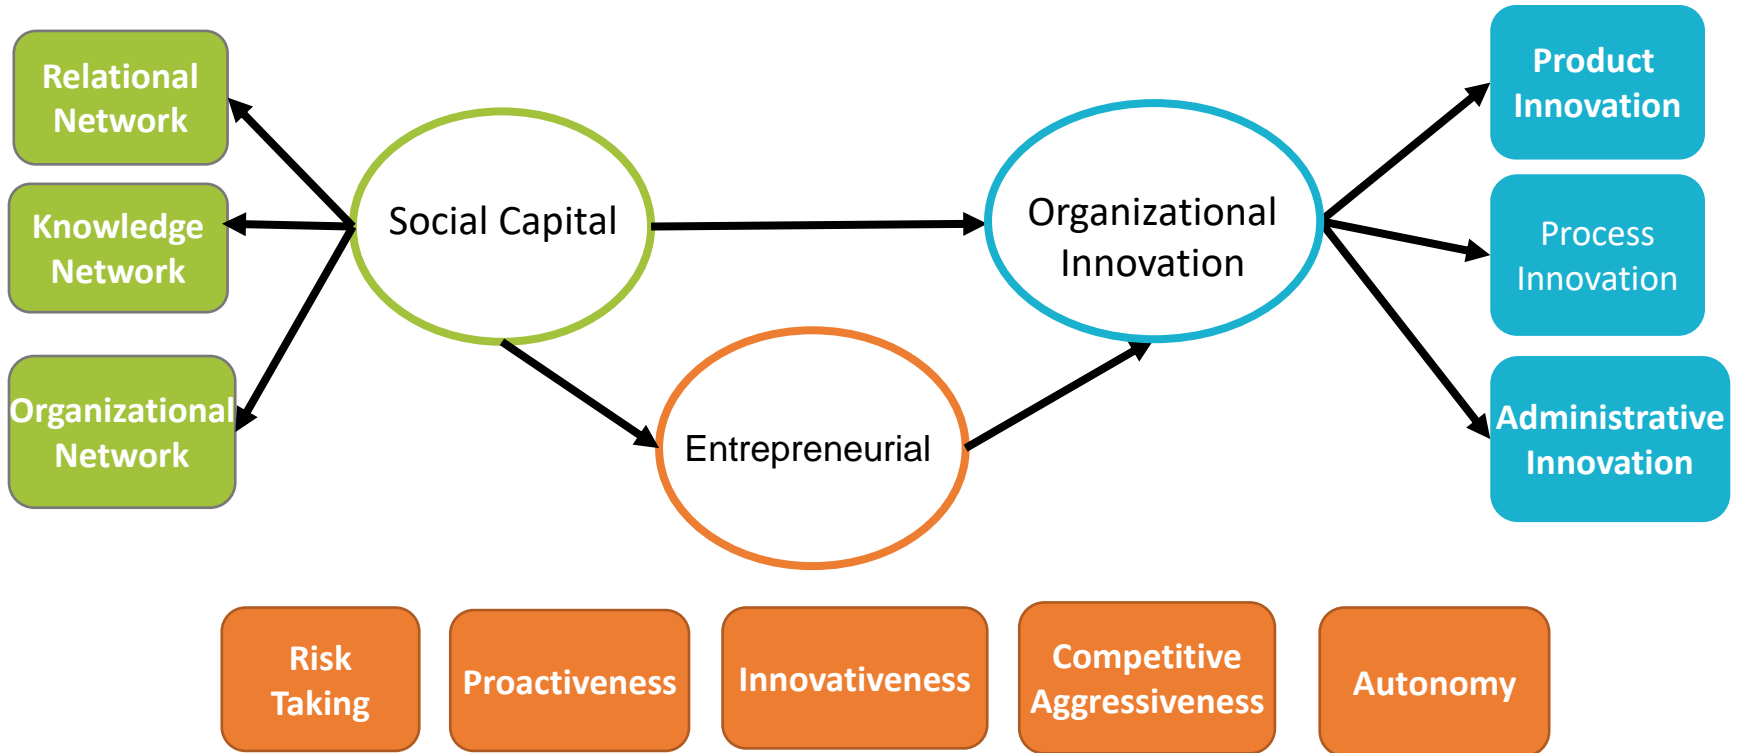 Relational
Network
Knowledge
Network
Organizational
Network
Social Capital
Organizational
Innovation
Entrepreneurial
Product
Innovation
Process
Innovation
Administrative
Innovation
Risk
Taking
Proactiveness
Innovativeness
Competitive
Aggressiveness
Autonomy